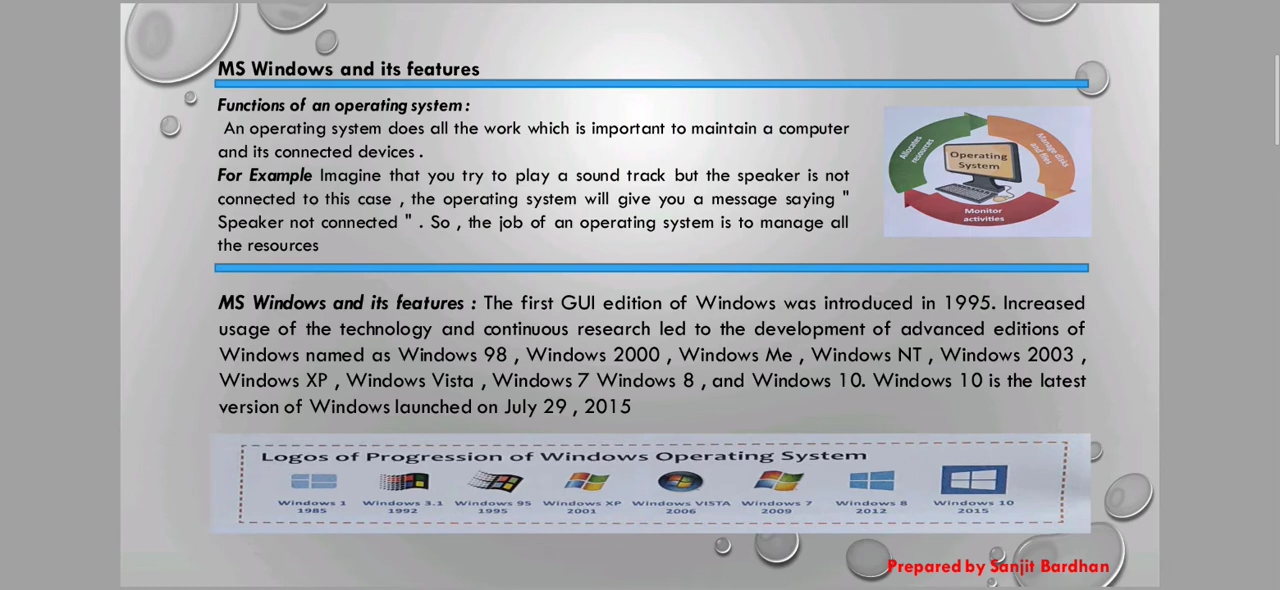 MS Windows and its features
Functions of an operating system :
An operating system does all the work which is important to maintain a computer
and its connected devices .
For Example Imagine that you try to play a sound track but the speaker is not
connected to this case , the operating system will give you a message saying "
Speaker not connected " . So , the job of an operating system is to manage all
the resources
Allocates
resources
Manage disks
and files
Operating
System
Monitor
activities
MS Windows and its features : The first GUI edition of Windows was introduced in 1995. Increased
usage of the technology and continuous research led to the development of advanced editions of
Windows named as Windows 98 , Windows 2000 , Windows Me , Windows NT , Windows 2003 ,
Windows XP , Windows Vista , Windows 7 Windows 8 , and Windows 10. Windows 10 is the latest
version of Windows launched on July 29 , 2015
Logos of Progression of Windows Operating System
Windows 1 Windows 3.1 Windows 95 Windows XP Windows VISTA Windows 7 Windows 8 Windows 10
1985 1992 1995 2001 2006 2009 2012 2015
Prepared by Sanjit Bardhan